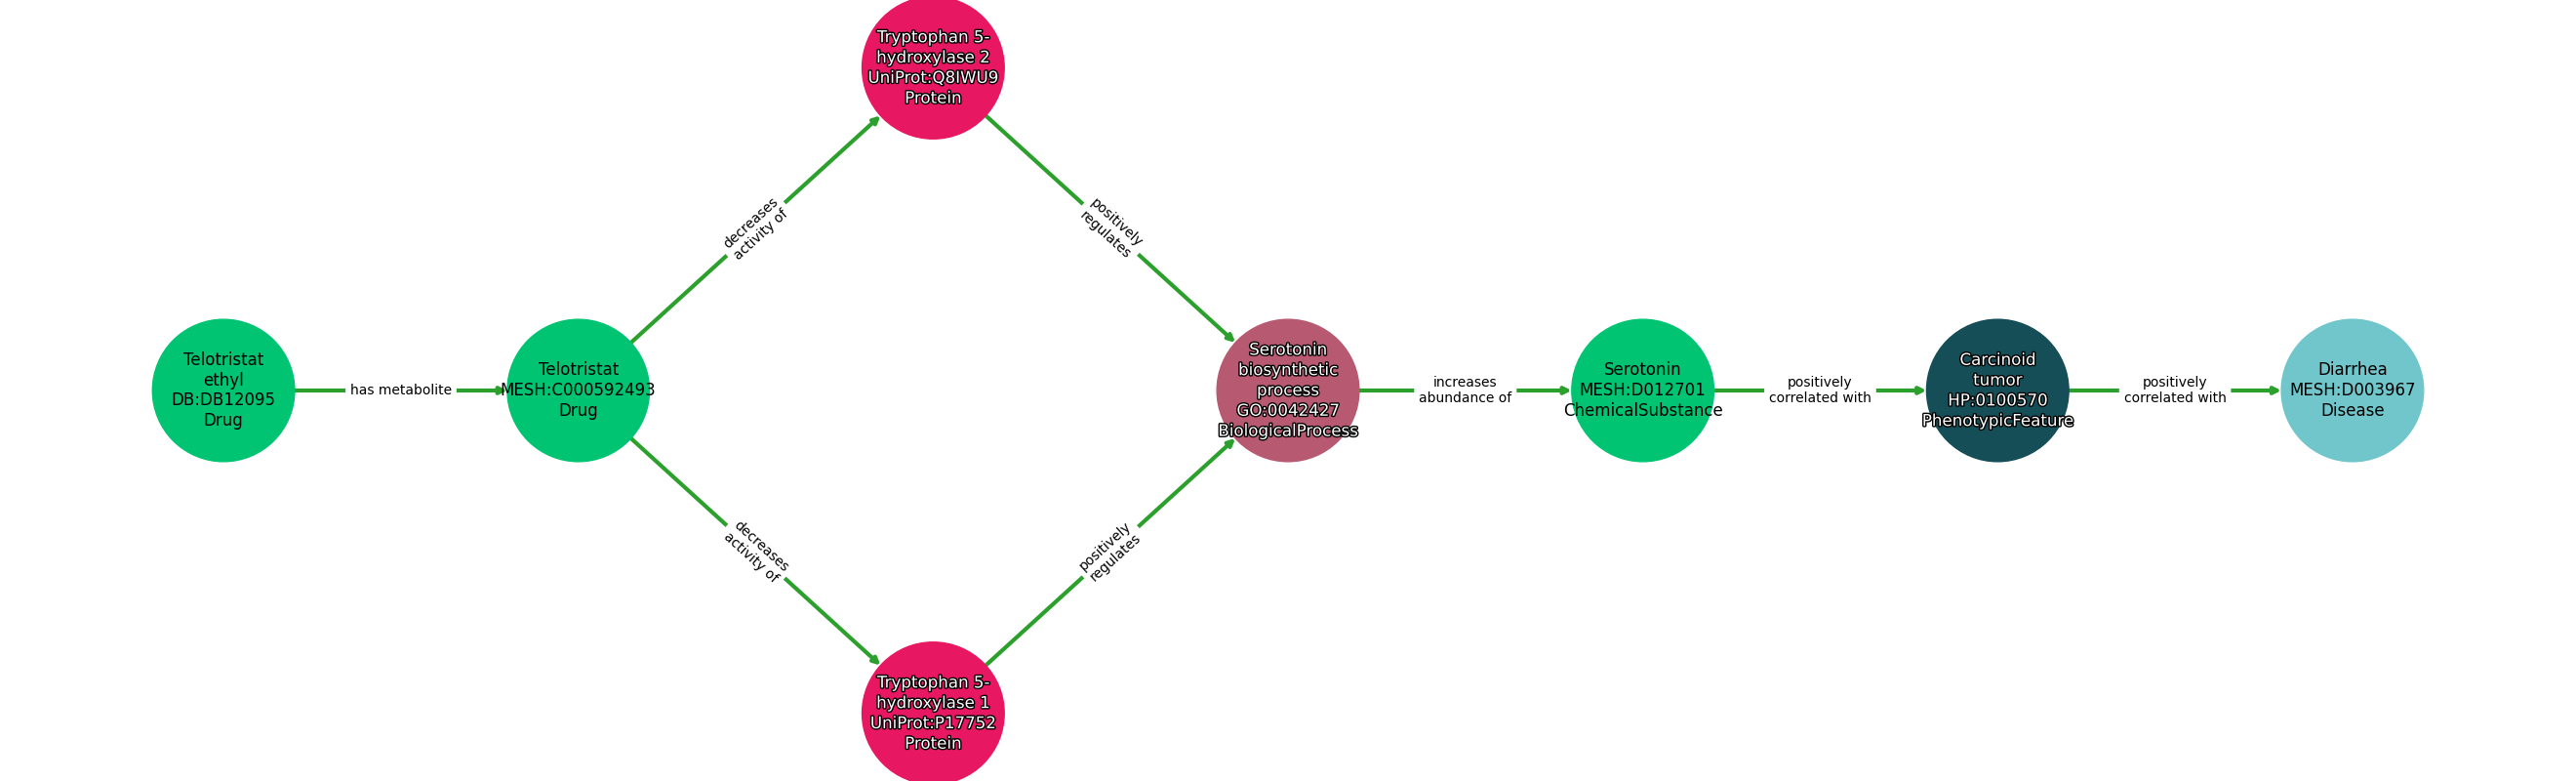 Tryptophan 5-
hydroxylase 2
UniProt:Q8IWU9
Protein
decreases
activity of
positively
regulates
Telotristat
ethyl
DB:DB12095
Drug
has metabolite
Telotristat
MESH:C000592493
Drug
Serotonin
biosynthetic
process
GO:0042427
BiologicalProcess
increases
abundance of
Serotonin
MESH:D012701
ChemicalSubstance
positively
correlated with
Carcinoid
tumor
HP:0100570
PhenotypicFeature
positively
correlated with
Diarrhea
MESH:D003967
Disease
decreases
activity of
positively
regulates
Tryptophan 5-
hydroxylase 1
UniProt:P17752
Protein